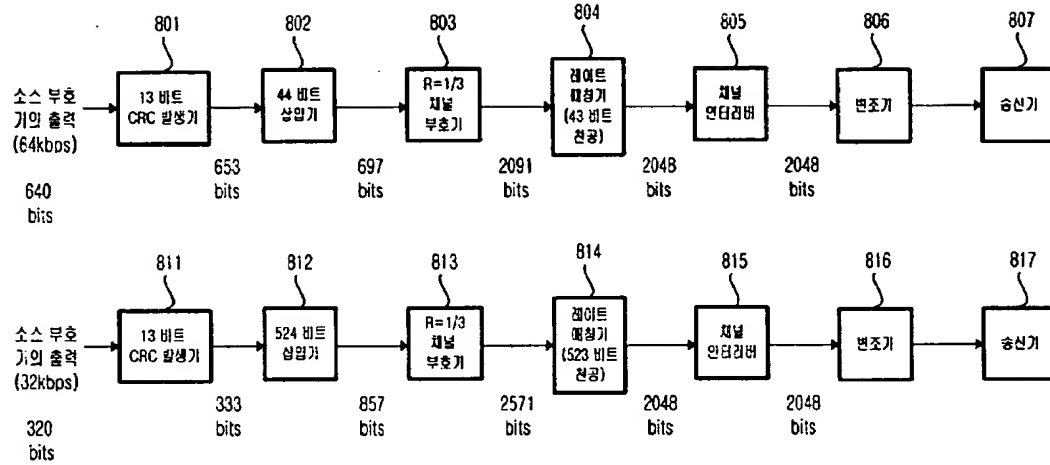 801
802
803
804
805
806
807
소스 부호
기의 출력
(64kbps)
13 비트
CRC 발생기
44 비트
삽입기
R=1/3
채널
부호기
레이트
매칭기
(43 비트
천공)
채널
인터리버
변조기
송신기
640
bits
653
bits
697
bits
2091
bits
2048
bits
2048
bits
811
812
813
814
815
816
817
소스 부호
기의 출력
(32kbps)
13 비트
CRC 발생기
524 비트
삽입기
R=1/3
채널
부호기
레이트
매칭기
(523 비트
천공)
채널
인터리버
변조기
송신기
320
bits
333
bits
857
bits
2571
bits
2048
bits
2048
bits